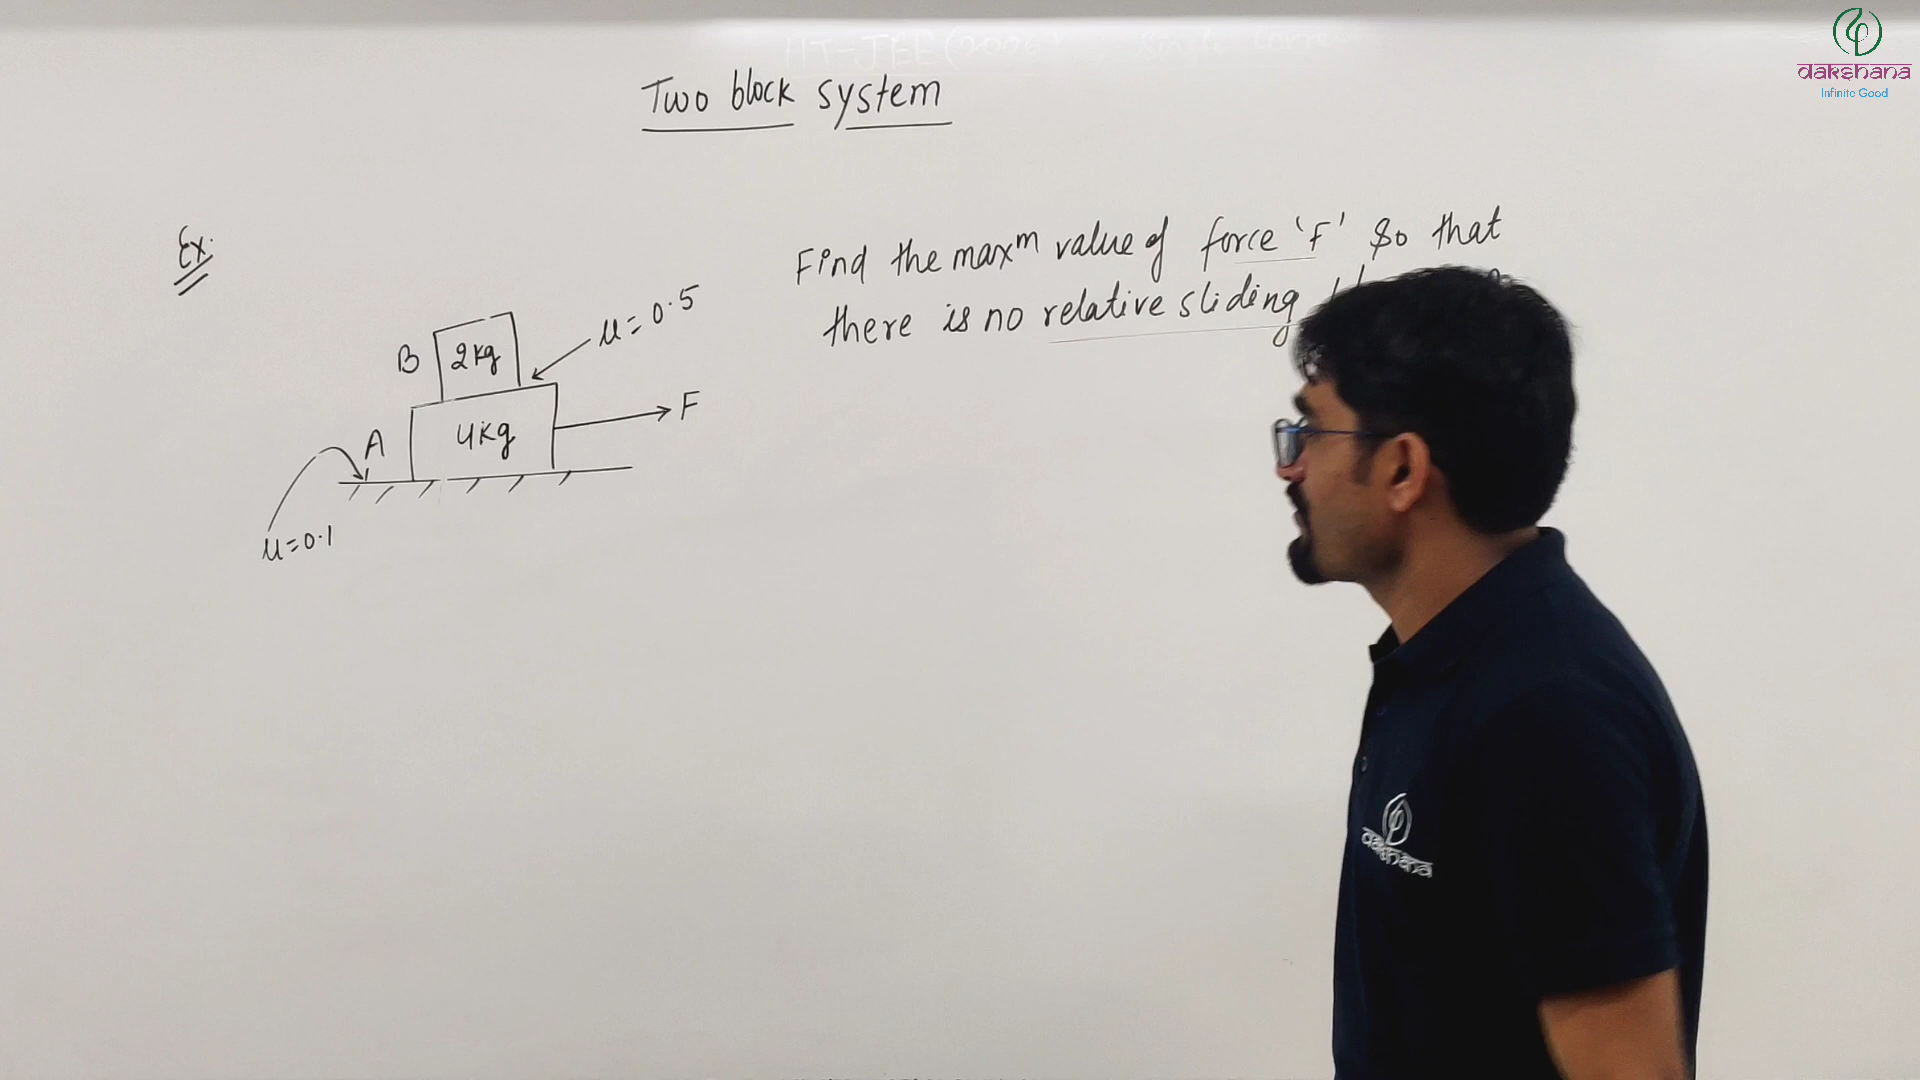 dakshana
Infinite Good
Two block system
Ex.
Find the maxᵐ value of force 'F' so that
there is no relative sliding
μ = 0.5
B 2kg
F
A 4kg
μ = 0.1
dakshana